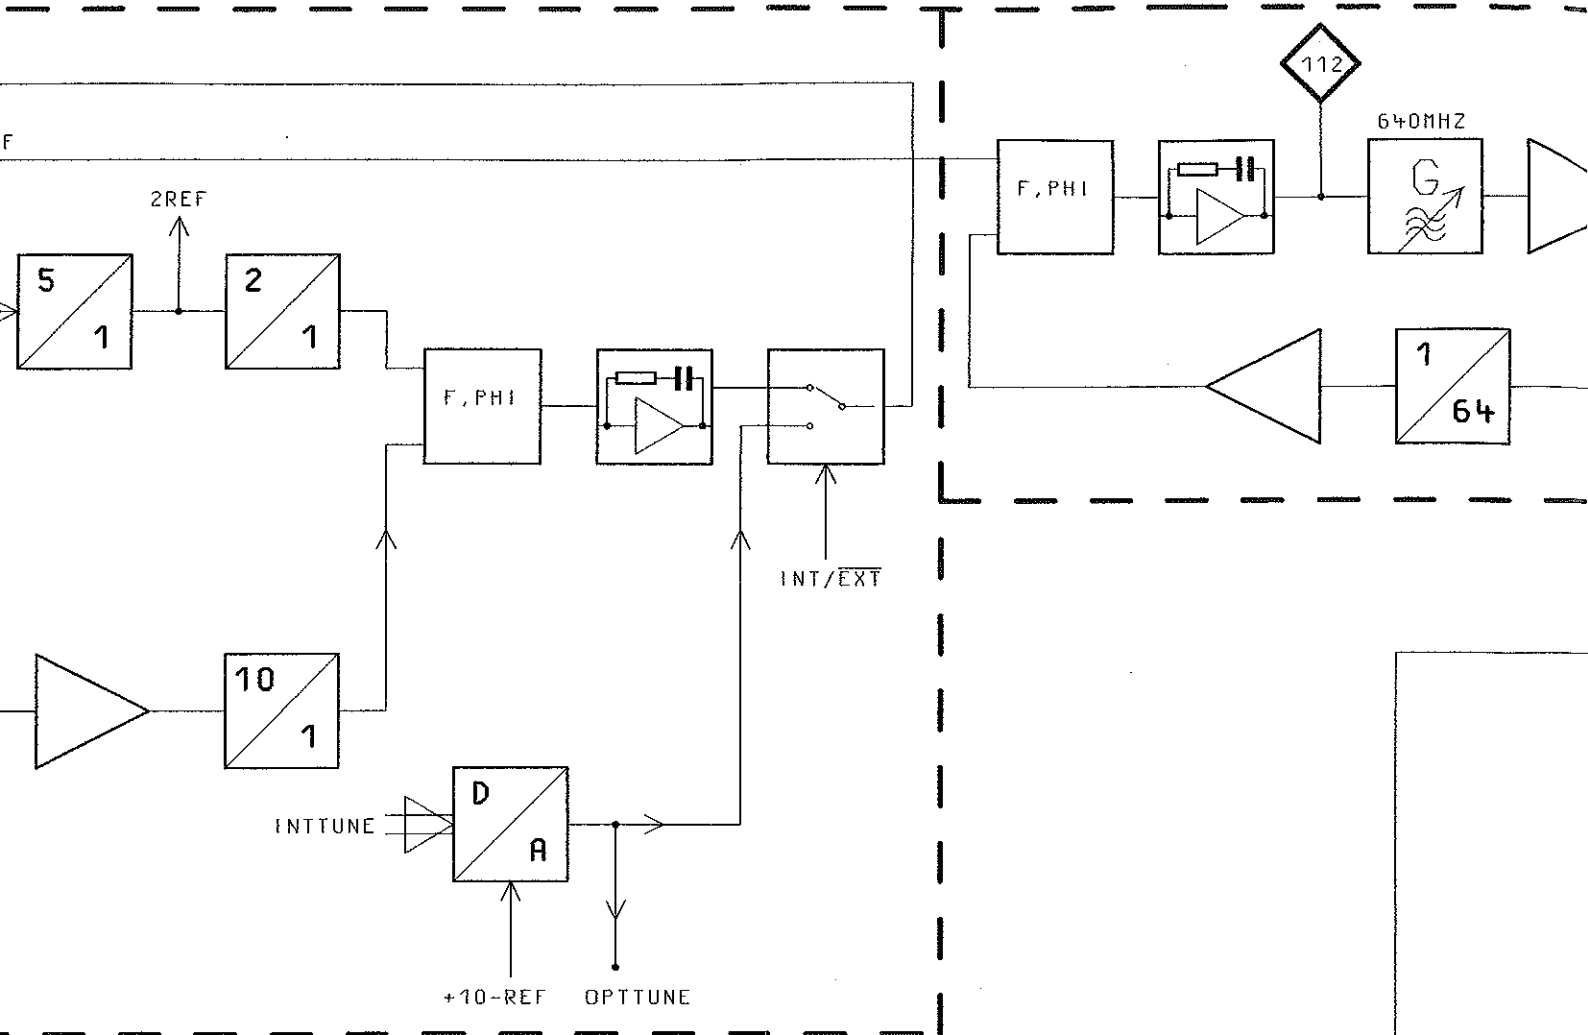 112
640MHZ
F
F,PHI
G
2REF
5
1
2
1
F,PHI
1
64
INT/EXT
10
1
INTTUNE
D
A
+10-REF
OPTTUNE